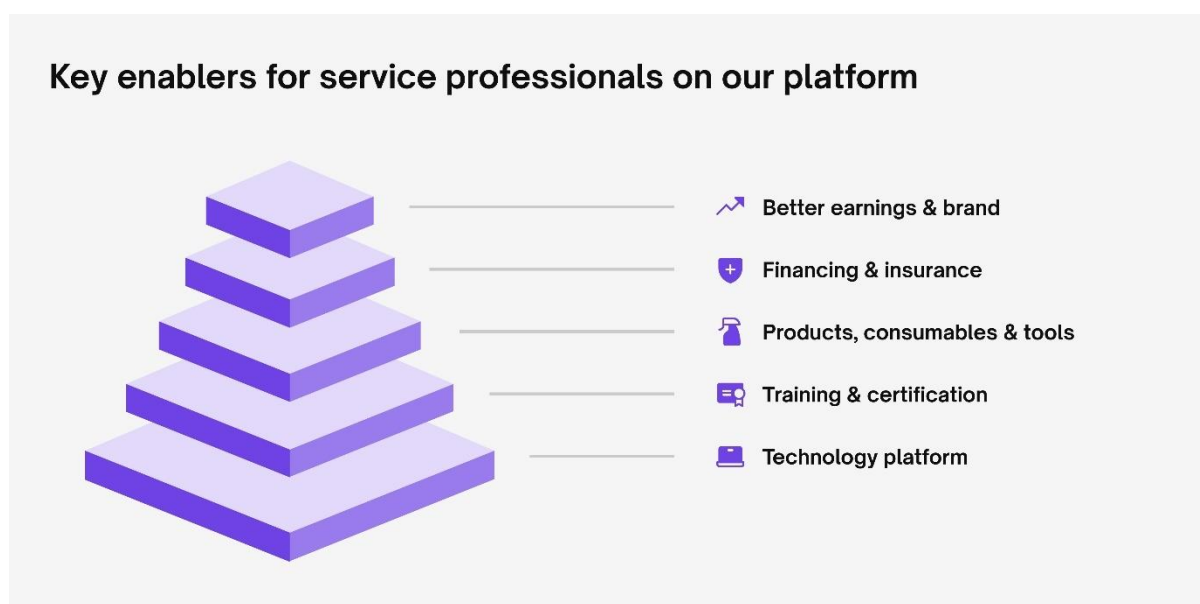 Key enablers for service professionals on our platform
Better earnings & brand
Financing & insurance
Products, consumables & tools
Training & certification
Technology platform